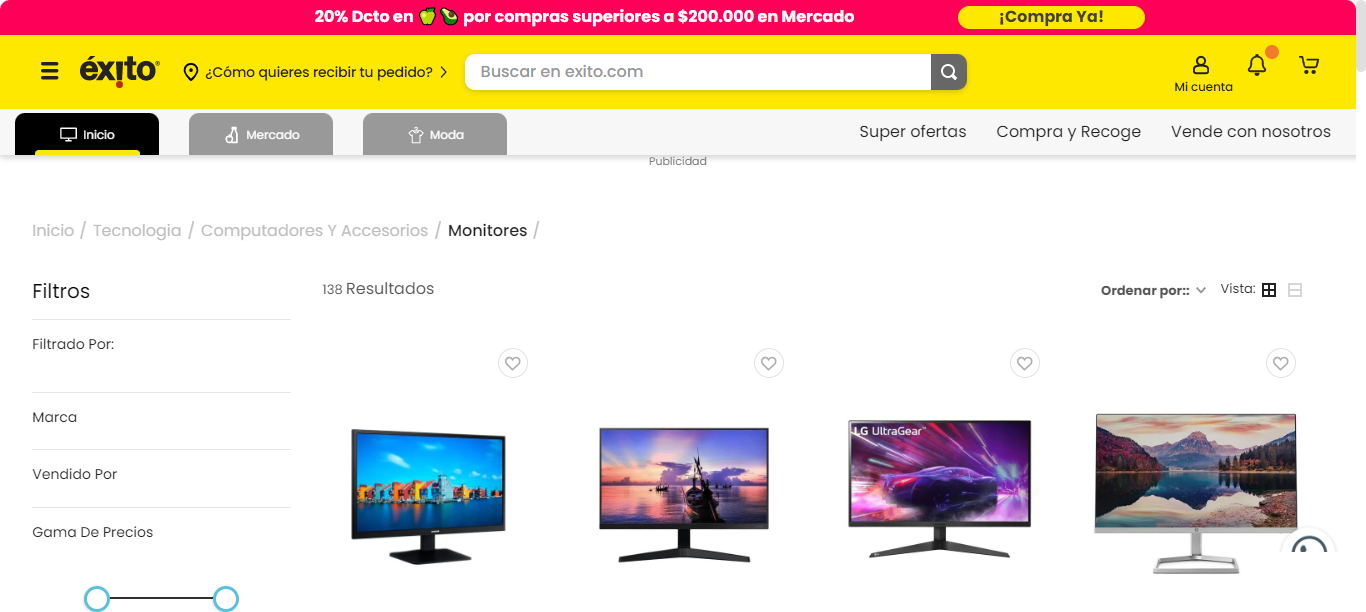 20% Dcto en 🍏🥑 por compras superiores a $200.000 en Mercado
¡Compra Ya!
éxito
¿Cómo quieres recibir tu pedido?
Buscar en exito.com
Mi cuenta
Inicio
Mercado
Moda
Super ofertas
Compra y Recoge
Vende con nosotros
Publicidad
Inicio / Tecnologia / Computadores Y Accesorios / Monitores /
Filtros
138 Resultados
Ordenar por::
Vista:
Filtrado Por:
Marca
Vendido Por
Gama De Precios
LG UltraGear™